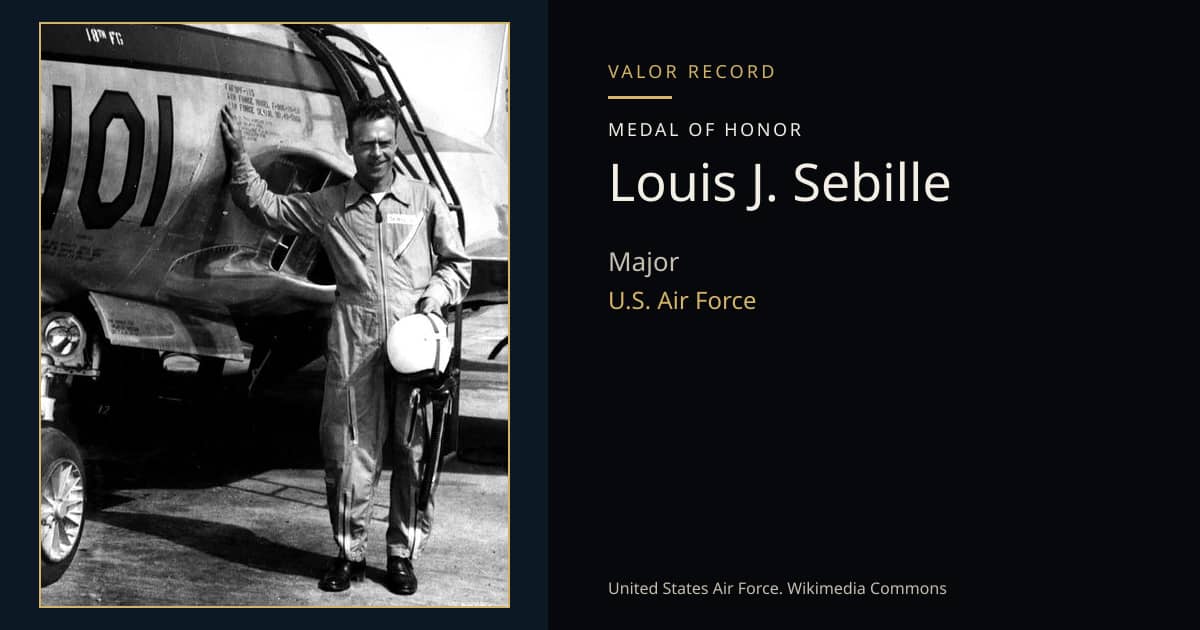 18TH FG
101
VALOR RECORD
MEDAL OF HONOR
Louis J. Sebille
Major
U.S. Air Force
United States Air Force. Wikimedia Commons